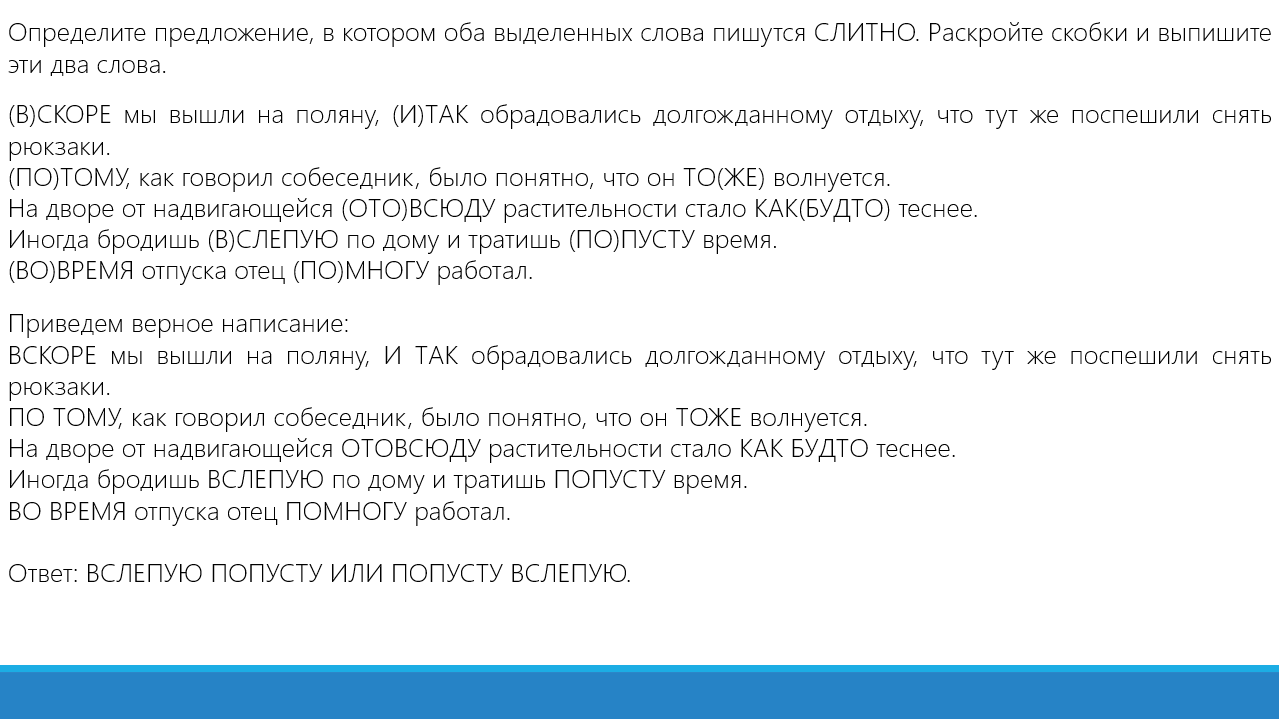 Определите предложение, в котором оба выделенных слова пишутся СЛИТНО. Раскройте скобки и выпишите
эти два слова.
(В)СКОРЕ мы вышли на поляну, (И)ТАК обрадовались долгожданному отдыху, что тут же поспешили снять
рюкзаки.
(ПО)ТОМУ, как говорил собеседник, было понятно, что он ТО(ЖЕ) волнуется.
На дворе от надвигающейся (ОТО)ВСЮДУ растительности стало КАК(БУДТО) теснее.
Иногда бродишь (В)СЛЕПУЮ по дому и тратишь (ПО)ПУСТУ время.
(ВО)ВРЕМЯ отпуска отец (ПО)МНОГУ работал.
Приведем верное написание:
ВСКОРЕ мы вышли на поляну, И ТАК обрадовались долгожданному отдыху, что тут же поспешили снять
рюкзаки.
ПО ТОМУ, как говорил собеседник, было понятно, что он ТОЖЕ волнуется.
На дворе от надвигающейся ОТОВСЮДУ растительности стало КАК БУДТО теснее.
Иногда бродишь ВСЛЕПУЮ по дому и тратишь ПОПУСТУ время.
ВО ВРЕМЯ отпуска отец ПОМНОГУ работал.
Ответ: ВСЛЕПУЮ ПОПУСТУ ИЛИ ПОПУСТУ ВСЛЕПУЮ.